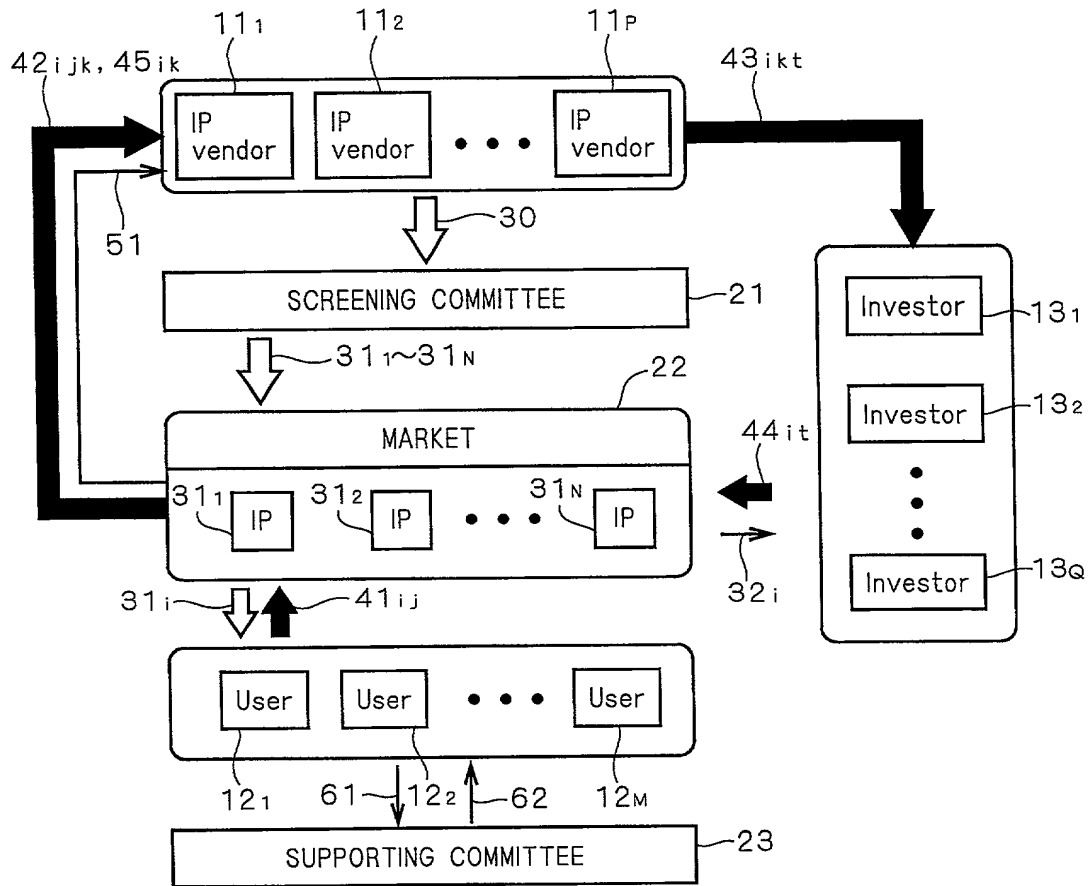 11₁ 11₂ 11P
42ijk, 45ik 43ikt
IP vendor IP vendor • • • IP vendor
51
30
SCREENING COMMITTEE 21
31₁~31N
22
MARKET
31₁ IP 31₂ IP • • • 31N IP
44it
32i
Investor 13₁
Investor 13₂
Investor 13Q
31i 41ij
User User • • • User
12₁ 61 12₂ 62 12M
SUPPORTING COMMITTEE 23